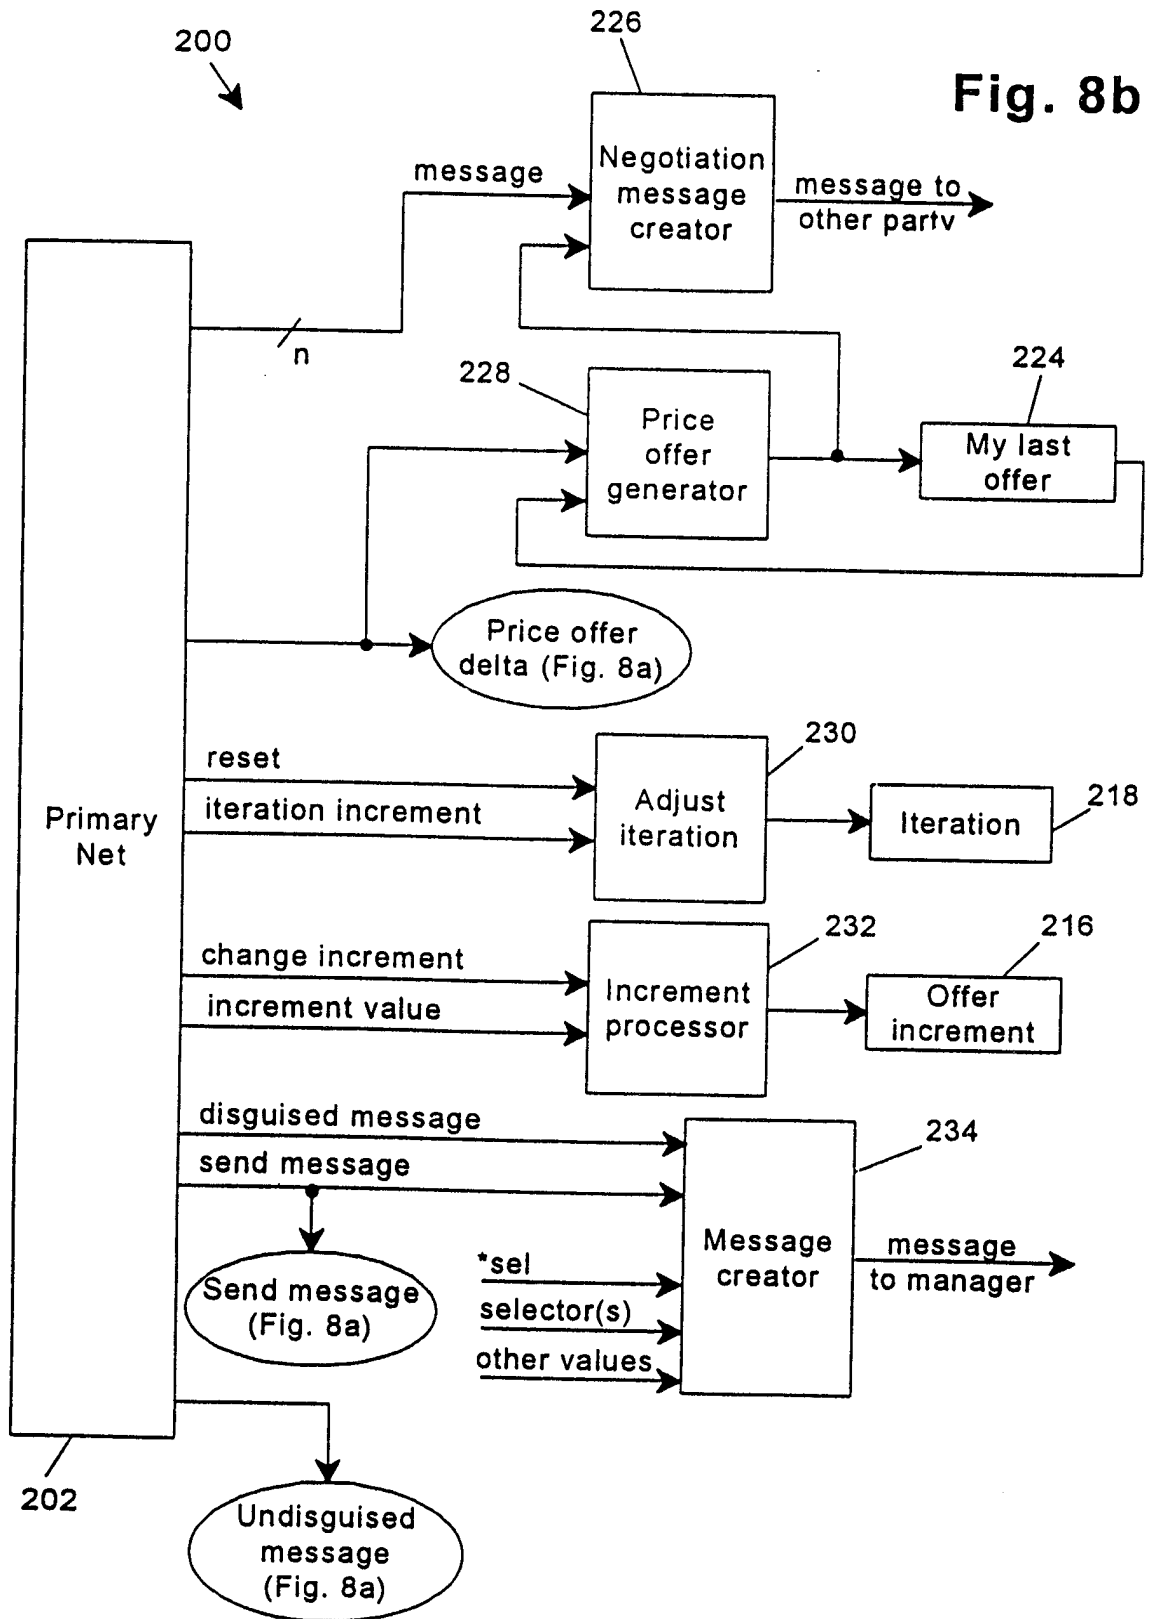 200
226
Fig. 8b
Negotiation
message
creator
message
message to
other party
n
228
Price
offer
generator
224
My last
offer
Price offer
delta (Fig. 8a)
Primary
Net
reset
iteration increment
230
Adjust
iteration
218
Iteration
change increment
increment value
232
Increment
processor
216
Offer
increment
disguised message
send message
234
Message
creator
message
to manager
Send message
(Fig. 8a)
*sel
selector(s)
other values
202
Undisguised
message
(Fig. 8a)